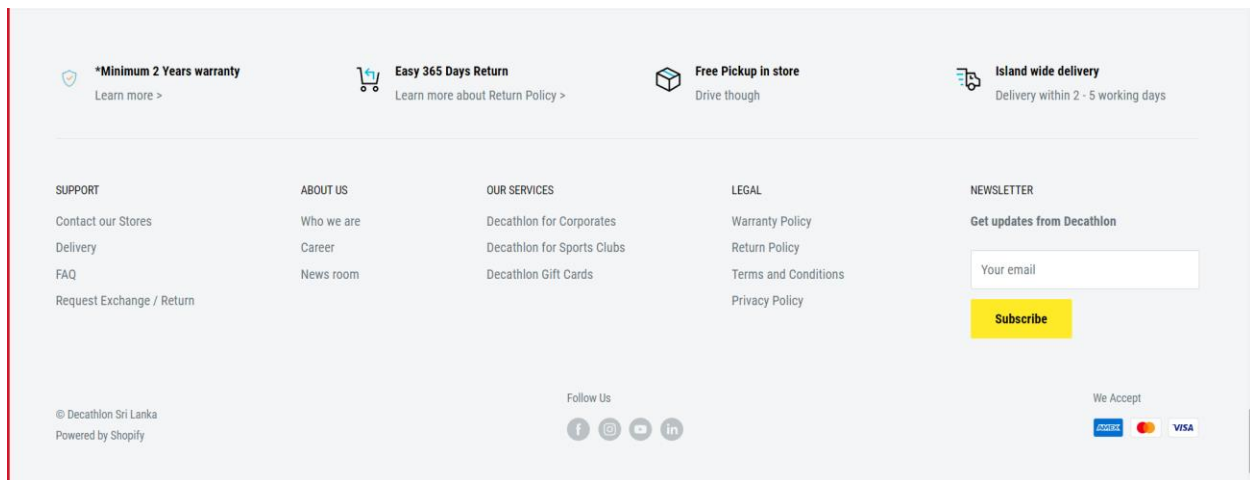 *Minimum 2 Years warranty
Learn more >
Easy 365 Days Return
Learn more about Return Policy >
Free Pickup in store
Drive though
Island wide delivery
Delivery within 2 - 5 working days
SUPPORT
Contact our Stores
Delivery
FAQ
Request Exchange / Return
ABOUT US
Who we are
Career
News room
OUR SERVICES
Decathlon for Corporates
Decathlon for Sports Clubs
Decathlon Gift Cards
LEGAL
Warranty Policy
Return Policy
Terms and Conditions
Privacy Policy
NEWSLETTER
Get updates from Decathlon
Your email
Subscribe
© Decathlon Sri Lanka
Powered by Shopify
Follow Us
f
in
We Accept
AMEX
VISA